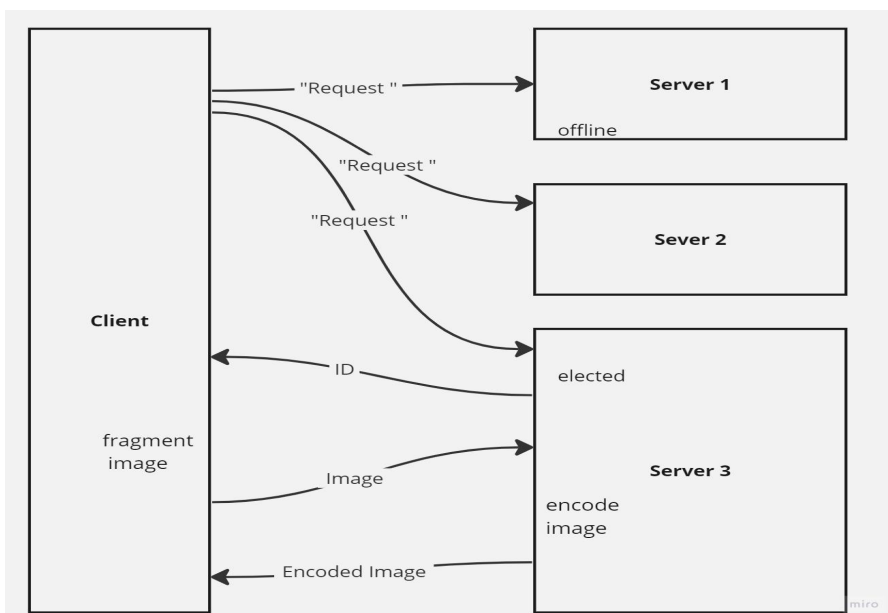 "Request "
Server 1
offline
"Request "
"Request "
Sever 2
Client
ID
elected
fragment
image
Image
Server 3
encode
image
Encoded Image
miro